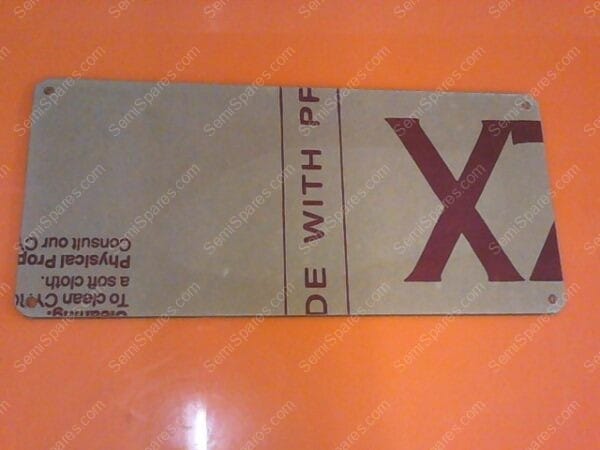 DE WITH PF
X
Cleaning:
To clean CY
a soft cloth.
Physical Prop
Consult our C
SemiSpares.com